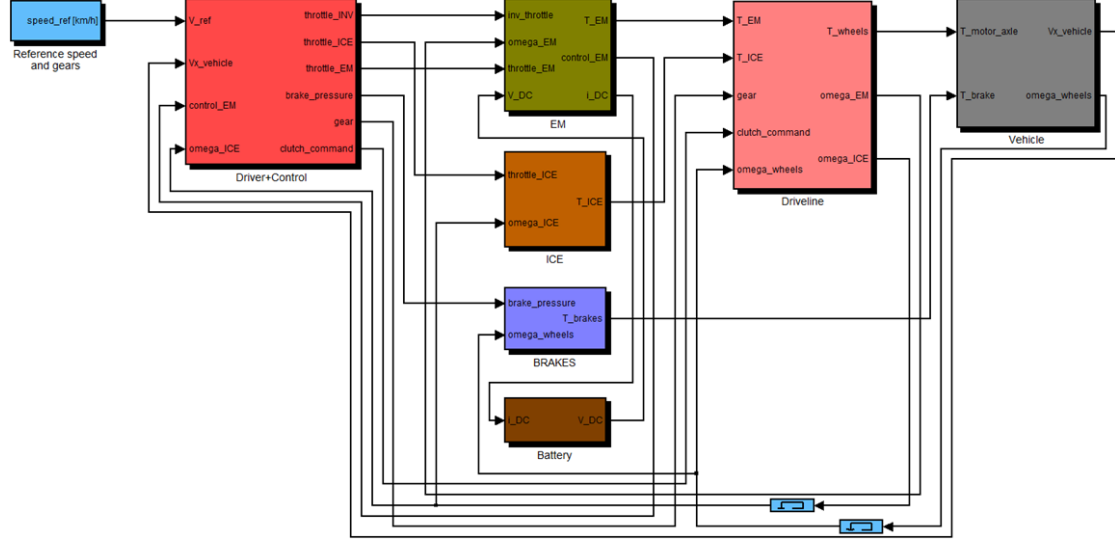 speed_ref [km/h]
Reference speed
and gears
V_ref
Vx_vehicle
control_EM
omega_ICE
throttle_INV
throttle_ICE
throttle_EM
brake_pressure
gear
clutch_command
Driver+Control
inv_throttle
omega_EM
throttle_EM
V_DC
T_EM
control_EM
i_DC
EM
throttle_ICE
omega_ICE
T_ICE
ICE
brake_pressure
omega_wheels
T_brakes
BRAKES
i_DC
V_DC
Battery
T_EM
T_ICE
gear
clutch_command
omega_wheels
T_wheels
omega_EM
omega_ICE
Driveline
T_motor_axle
T_brake
Vx_vehicle
omega_wheels
Vehicle